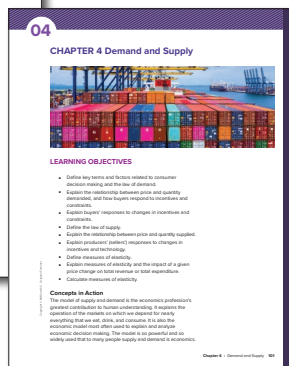 04
CHAPTER 4 Demand and Supply
LEARNING OBJECTIVES
• Define key terms and factors related to consumer
decision making and the law of demand.
• Explain the relationship between price and quantity
demanded, and how buyers respond to incentives and
constraints.
• Explain buyers' responses to changes in incentives and
constraints.
• Define the law of supply.
• Explain the relationship between price and quantity supplied.
• Explain producers' (sellers') responses to changes in
incentives and technology.
• Define measures of elasticity.
• Explain measures of elasticity and the impact of a given
price change on total revenue or total expenditure.
• Calculate measures of elasticity.
Concepts in Action
The model of supply and demand is the economics profession's
greatest contribution to human understanding. It explains the
operation of the markets on which we depend for nearly
everything that we eat, drink, and consume. It is also the
economic model most often used to explain and analyze
economic decision making. The model is so powerful and so
widely used that to many people supply and demand is economics.
Chapter 4 | Demand and Supply 101